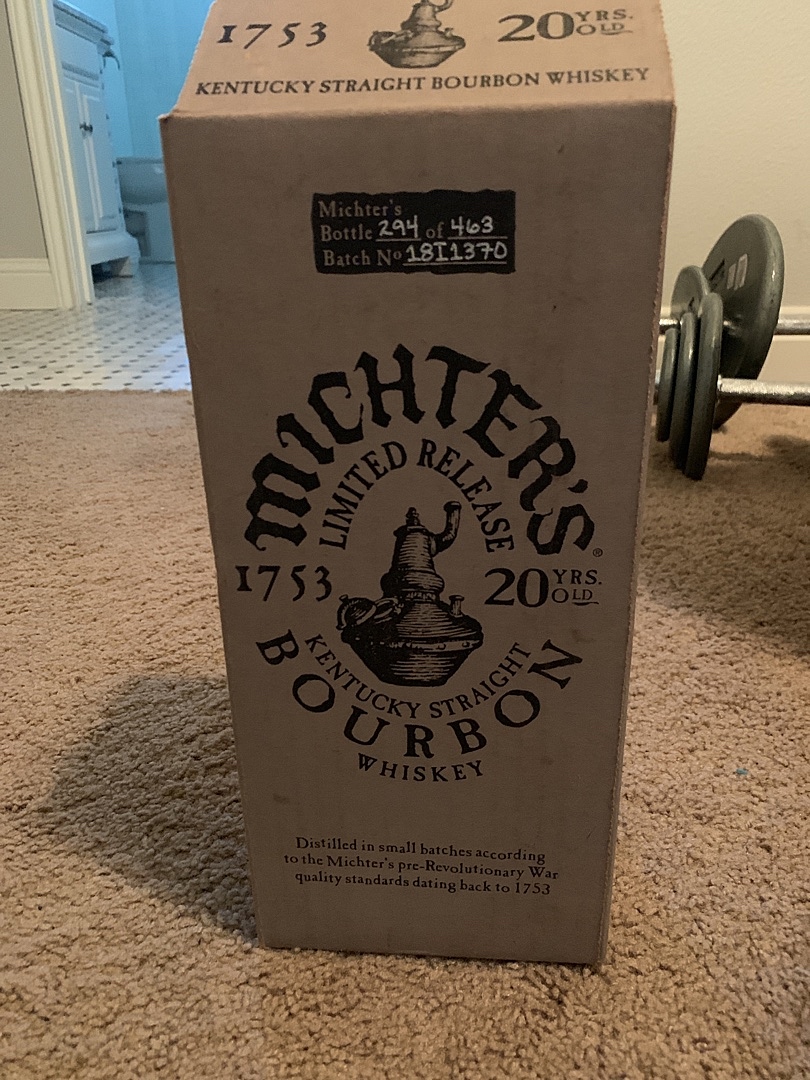 1753
20 YRS. OLD
KENTUCKY STRAIGHT BOURBON WHISKEY
Michter's
Bottle 294 of 463
Batch Nº 18I1370
MICHTER'S®
LIMITED RELEASE
1753
20 YRS. OLD
KENTUCKY STRAIGHT
BOURBON
WHISKEY
Distilled in small batches according
to the Michter's pre-Revolutionary War
quality standards dating back to 1753